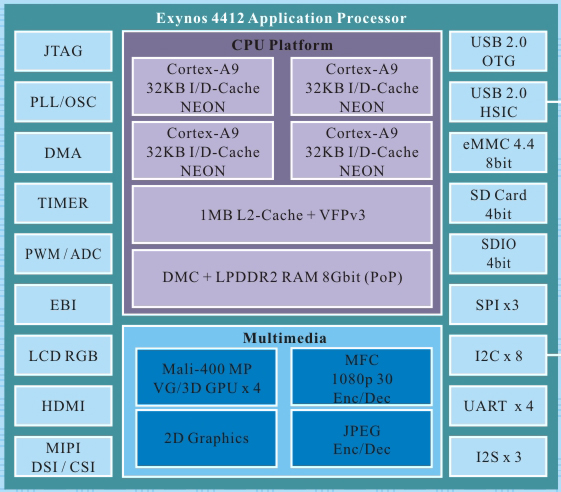 Exynos 4412 Application Processor
JTAG
PLL/OSC
DMA
TIMER
PWM / ADC
EBI
LCD RGB
HDMI
MIPI
DSI / CSI
CPU Platform
Cortex-A9
32KB I/D-Cache
NEON
Cortex-A9
32KB I/D-Cache
NEON
Cortex-A9
32KB I/D-Cache
NEON
Cortex-A9
32KB I/D-Cache
NEON
1MB L2-Cache + VFPv3
DMC + LPDDR2 RAM 8Gbit (PoP)
Multimedia
Mali-400 MP
VG/3D GPU x 4
MFC
1080p 30
Enc/Dec
2D Graphics
JPEG
Enc/Dec
USB 2.0
OTG
USB 2.0
HSIC
eMMC 4.4
8bit
SD Card
4bit
SDIO
4bit
SPI x3
I2C x 8
UART x 4
I2S x 3